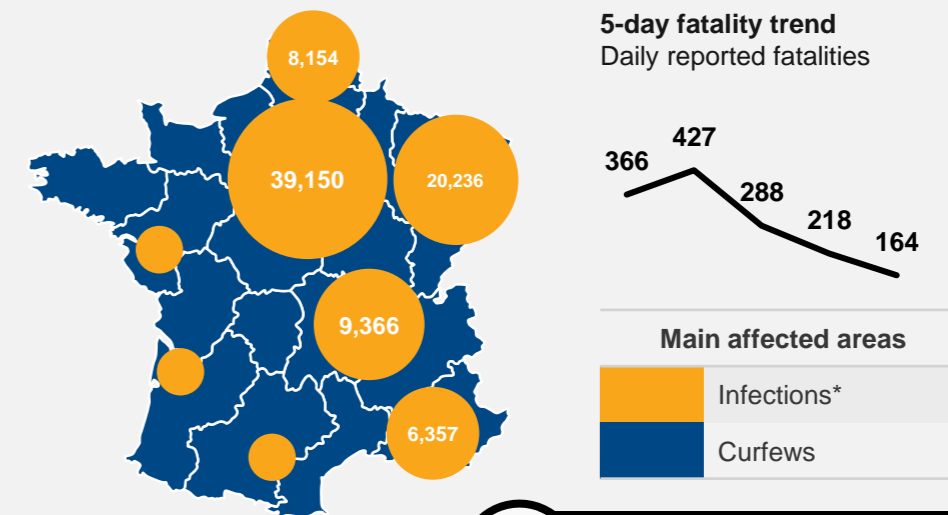 8,154
39,150
20,236
9,366
6,357
5-day fatality trend
Daily reported fatalities
366
427
288
218
164
Main affected areas
Infections*
Curfews